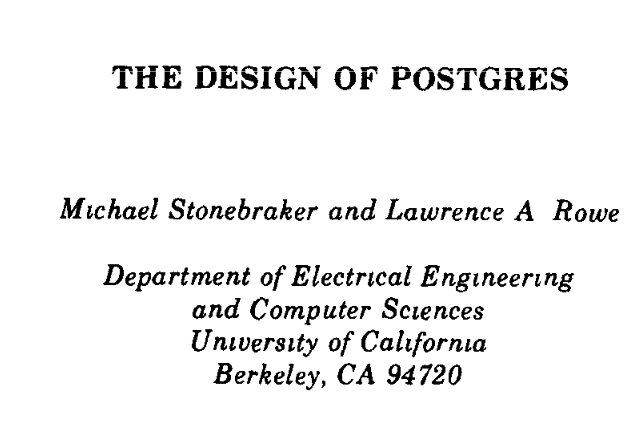 THE DESIGN OF POSTGRES
Michael Stonebraker and Lawrence A Rowe
Department of Electrical Engineering
and Computer Sciences
University of California
Berkeley, CA 94720